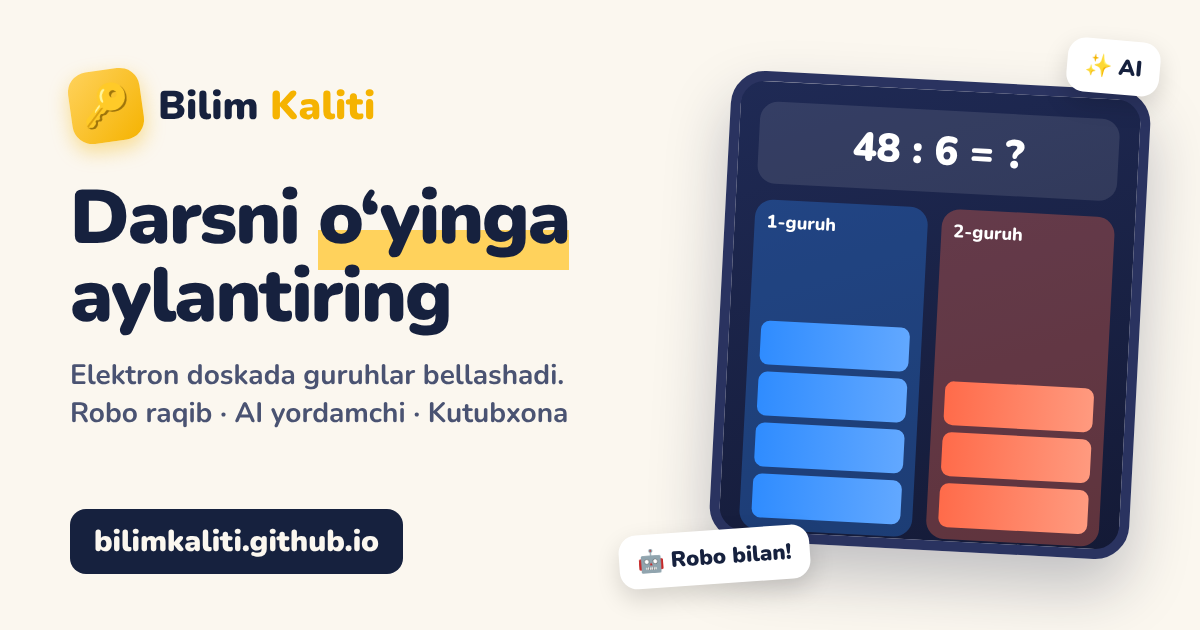 Bilim Kaliti
Darsni o‘yinga
aylantiring
Elektron doskada guruhlar bellashadi.
Robo raqib · AI yordamchi · Kutubxona
bilimkaliti.github.io
✨ AI
48 : 6 = ?
1-guruh
2-guruh
🤖 Robo bilan!